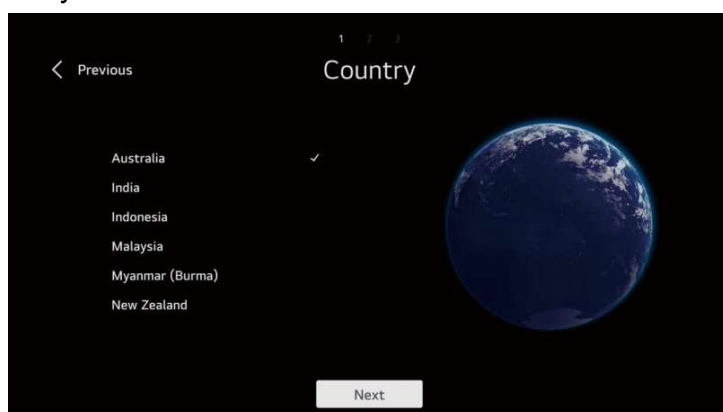 1 2 3
Previous
Country
Australia
India
Indonesia
Malaysia
Myanmar (Burma)
New Zealand
Next